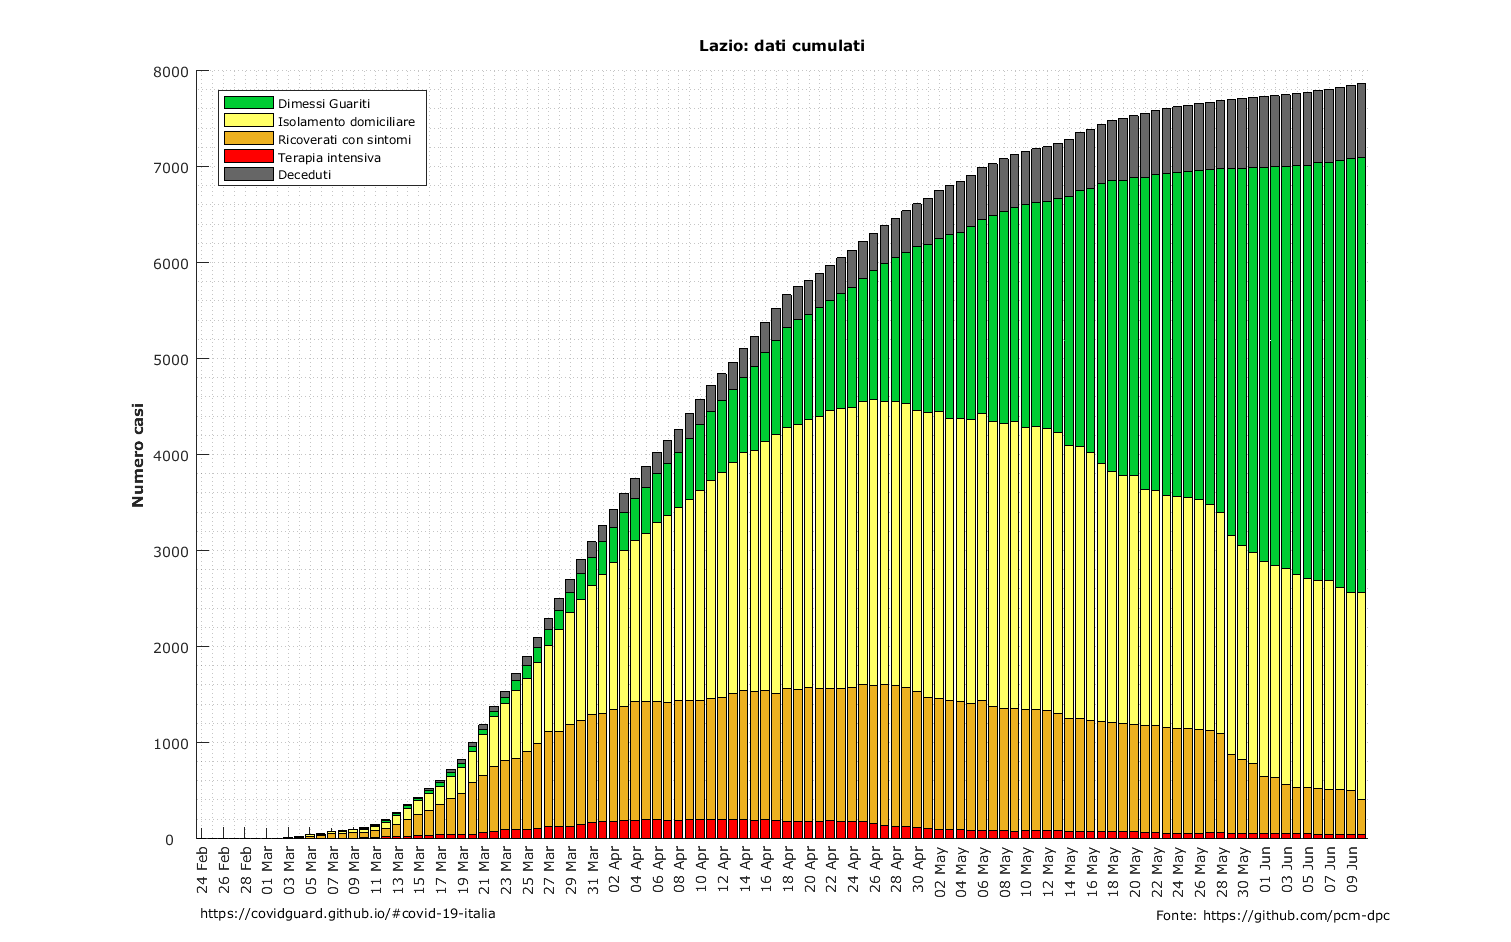 Lazio: dati cumulati
Numero casi
8000
7000
6000
5000
4000
3000
2000
1000
0
Dimessi Guariti
Isolamento domiciliare
Ricoverati con sintomi
Terapia intensiva
Deceduti
24 Feb
26 Feb
28 Feb
01 Mar
03 Mar
05 Mar
07 Mar
09 Mar
11 Mar
13 Mar
15 Mar
17 Mar
19 Mar
21 Mar
23 Mar
25 Mar
27 Mar
29 Mar
31 Mar
02 Apr
04 Apr
06 Apr
08 Apr
10 Apr
12 Apr
14 Apr
16 Apr
18 Apr
20 Apr
22 Apr
24 Apr
26 Apr
28 Apr
30 Apr
02 May
04 May
06 May
08 May
10 May
12 May
14 May
16 May
18 May
20 May
22 May
24 May
26 May
28 May
30 May
01 Jun
03 Jun
05 Jun
07 Jun
09 Jun
https://covidguard.github.io/#covid-19-italia
Fonte: https://github.com/pcm-dpc